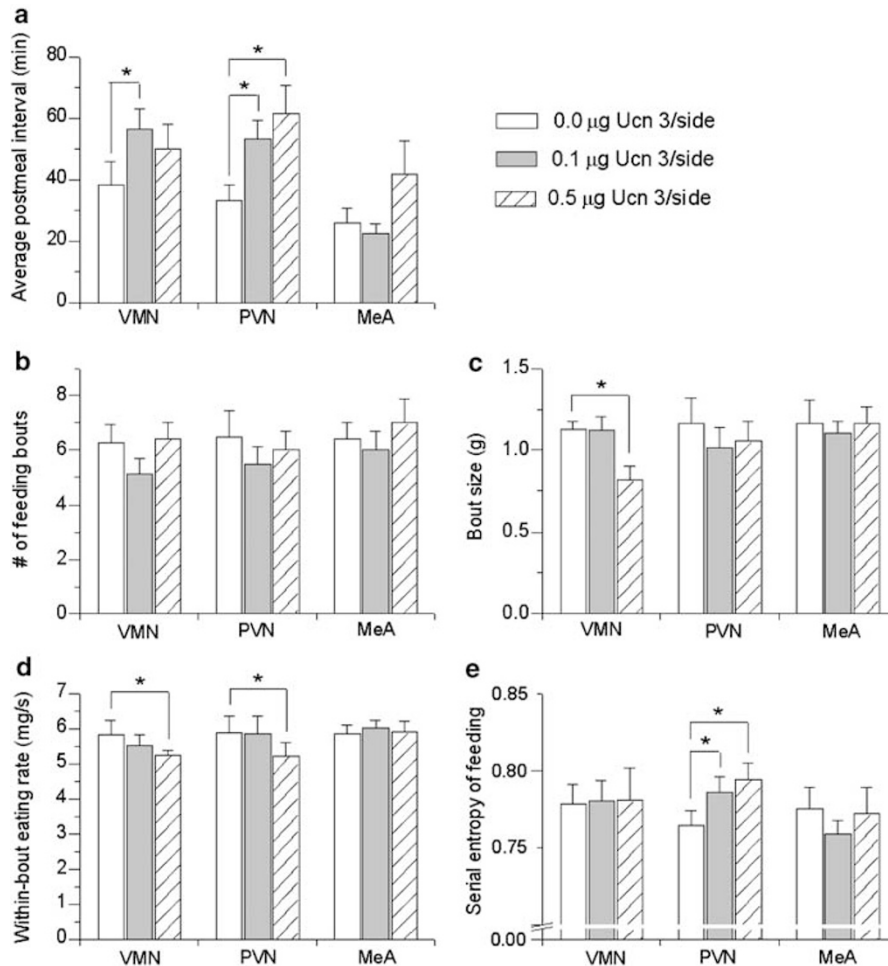 a
Average postmeal interval (min)
80
60
40
20
0
*
*
*
VMN
PVN
MeA
0.0 µg Ucn 3/side
0.1 µg Ucn 3/side
0.5 µg Ucn 3/side
b
# of feeding bouts
8
6
4
2
0
VMN
PVN
MeA
c
Bout size (g)
1.5
1.0
0.5
0.0
*
VMN
PVN
MeA
d
Within-bout eating rate (mg/s)
7
6
5
4
3
2
1
0
*
*
VMN
PVN
MeA
e
Serial entropy of feeding
0.85
0.80
0.75
0.00
*
*
VMN
PVN
MeA